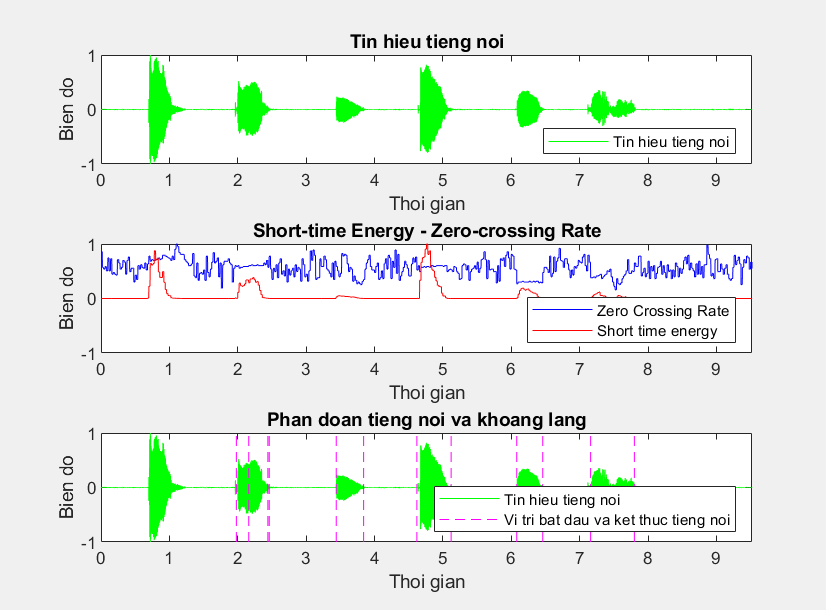 Tin hieu tieng noi
1
0
-1
Bien do
0 1 2 3 4 5 6 7 8 9
Thoi gian
Tin hieu tieng noi
Short-time Energy - Zero-crossing Rate
1
0
-1
Bien do
0 1 2 3 4 5 6 7 8 9
Thoi gian
Zero Crossing Rate
Short time energy
Phan doan tieng noi va khoang lang
1
0
-1
Bien do
0 1 2 3 4 5 6 7 8 9
Thoi gian
Tin hieu tieng noi
Vi tri bat dau va ket thuc tieng noi